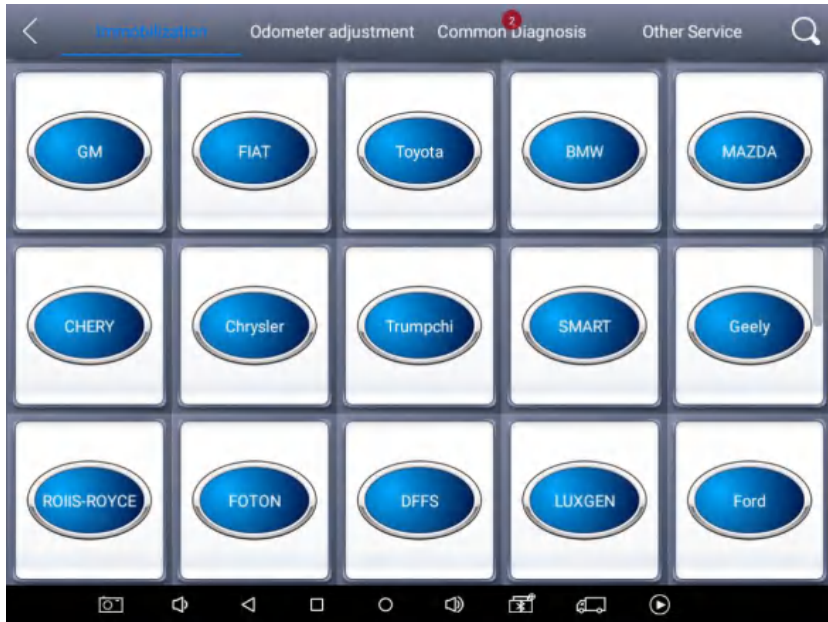 Immobilization Odometer adjustment Common Diagnosis Other Service
2
GM FIAT Toyota BMW MAZDA
CHERY Chrysler Trumpchi SMART Geely
ROIIS-ROYCE FOTON DFFS LUXGEN Ford